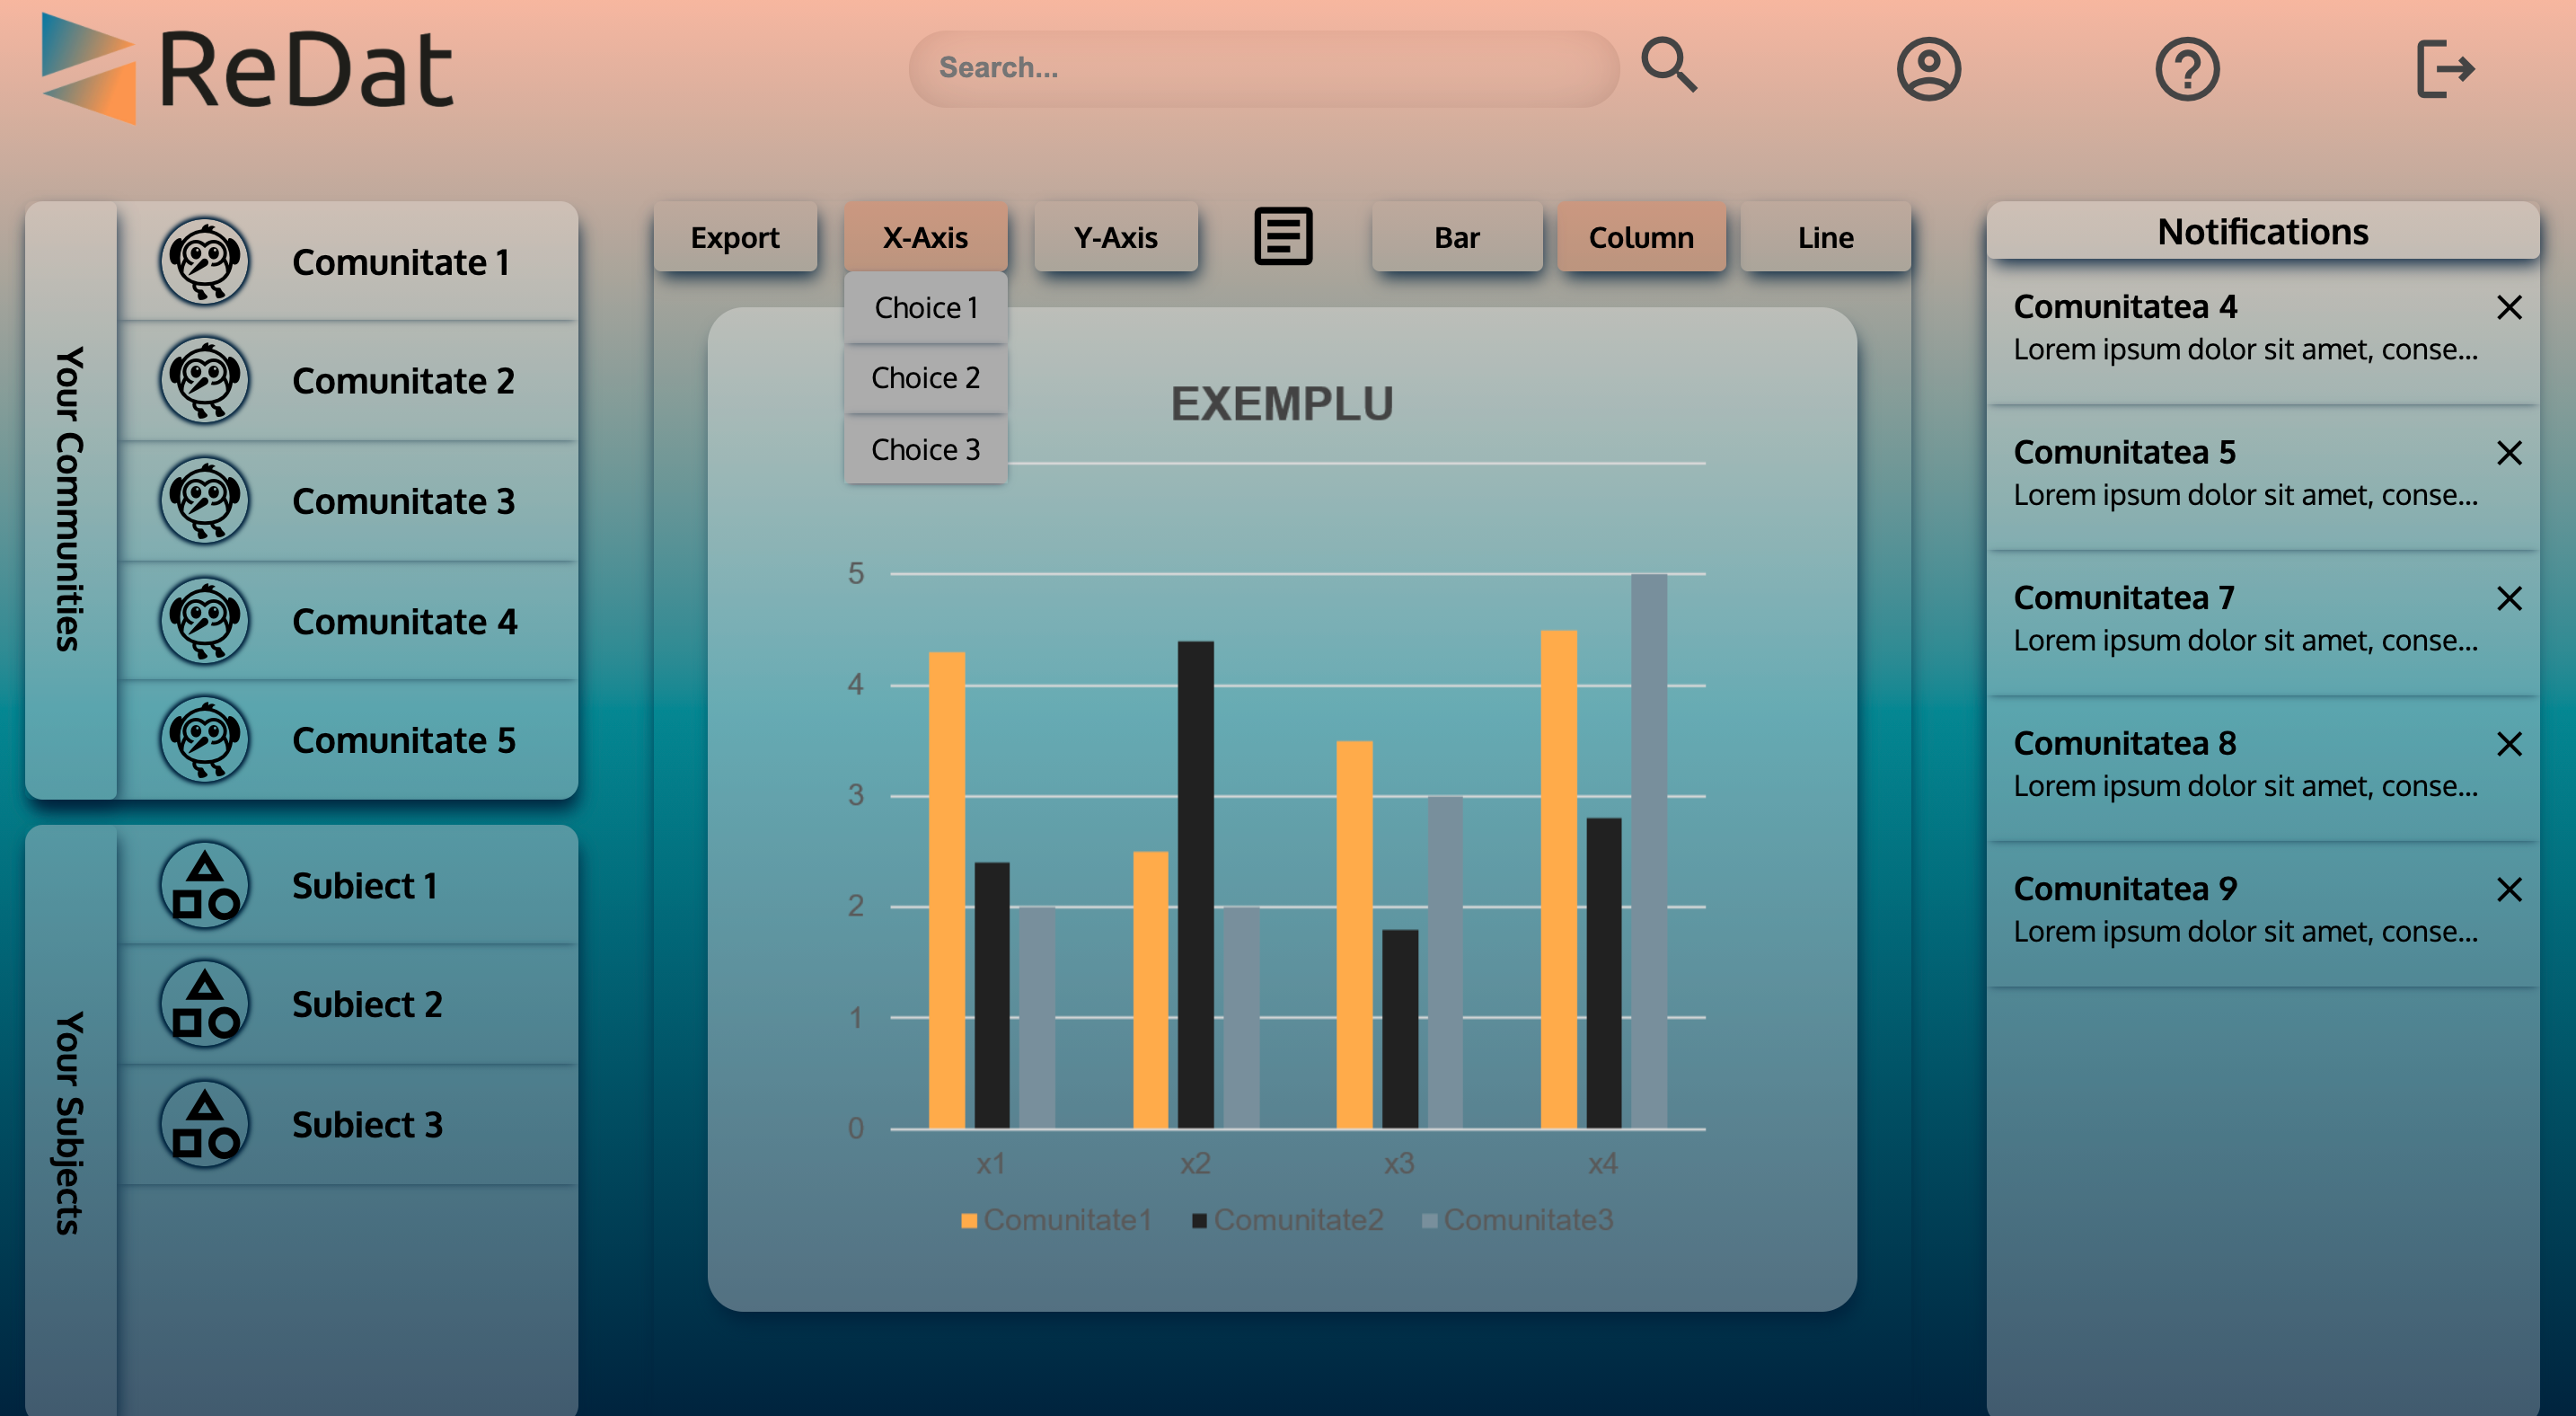 ReDat
Search...
Your Communities
Comunitate 1
Comunitate 2
Comunitate 3
Comunitate 4
Comunitate 5
Your Subjects
Subiect 1
Subiect 2
Subiect 3
Export
X-Axis
Y-Axis
Bar
Column
Line
Choice 1
Choice 2
Choice 3
EXEMPLU
5
4
3
2
1
0
x1 x2 x3 x4
Comunitate1 Comunitate2 Comunitate3
Notifications
Comunitatea 4
Lorem ipsum dolor sit amet, conse...
Comunitatea 5
Lorem ipsum dolor sit amet, conse...
Comunitatea 7
Lorem ipsum dolor sit amet, conse...
Comunitatea 8
Lorem ipsum dolor sit amet, conse...
Comunitatea 9
Lorem ipsum dolor sit amet, conse...